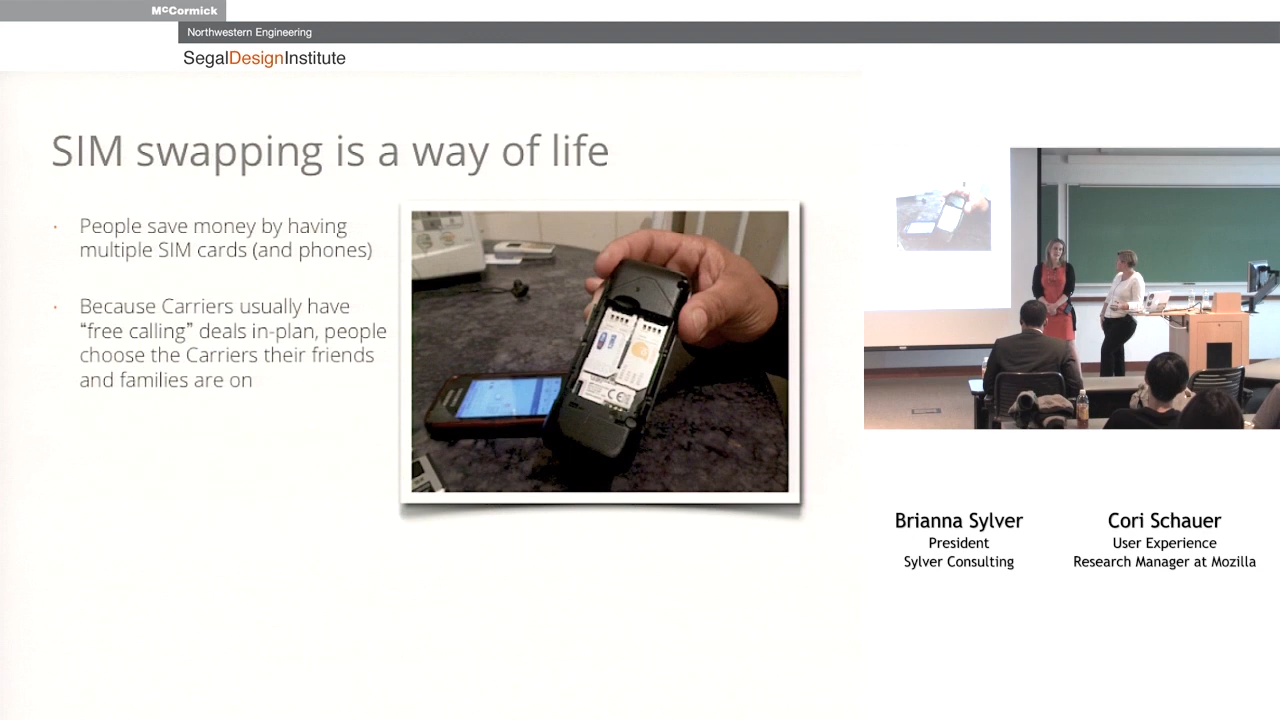 McCormick
Northwestern Engineering
SegalDesignInstitute
SIM swapping is a way of life
· People save money by having
multiple SIM cards (and phones)
· Because Carriers usually have
“free calling” deals in-plan, people
choose the Carriers their friends
and families are on
Brianna Sylver
President
Sylver Consulting
Cori Schauer
User Experience
Research Manager at Mozilla